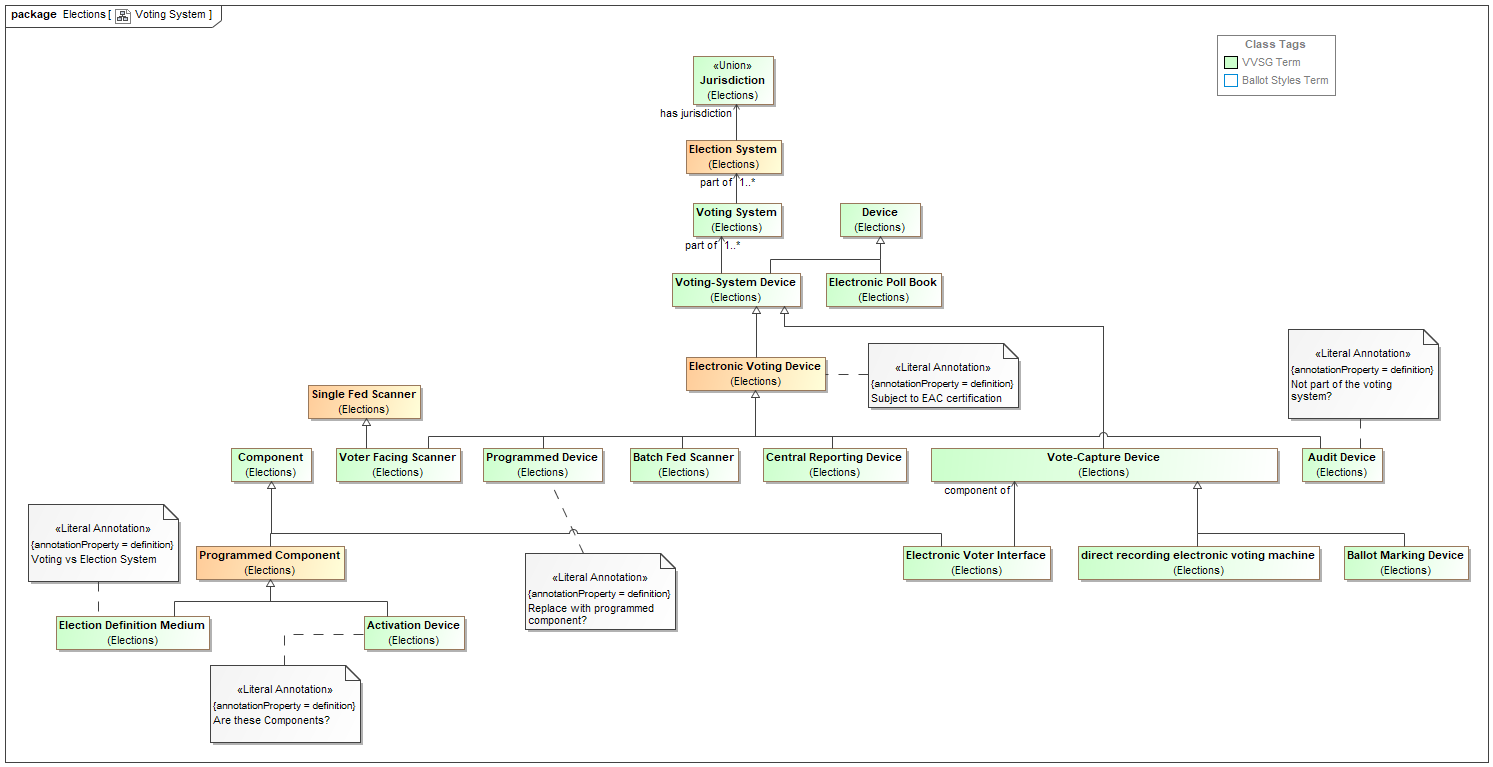 package Elections [ Voting System ]
Class Tags
VVSG Term
Ballot Styles Term
«Union»
Jurisdiction
(Elections)
has jurisdiction
Election System
(Elections)
part of 1..*
Voting System
(Elections)
Device
(Elections)
part of 1..*
Voting-System Device
(Elections)
Electronic Poll Book
(Elections)
Electronic Voting Device
(Elections)
«Literal Annotation»
{annotationProperty = definition}
Subject to EAC certification
«Literal Annotation»
{annotationProperty = definition}
Not part of the voting
system?
Single Fed Scanner
(Elections)
Component
(Elections)
Voter Facing Scanner
(Elections)
Programmed Device
(Elections)
Batch Fed Scanner
(Elections)
Central Reporting Device
(Elections)
Vote-Capture Device
(Elections)
Audit Device
(Elections)
component of
«Literal Annotation»
{annotationProperty = definition}
Voting vs Election System
Programmed Component
(Elections)
Electronic Voter Interface
(Elections)
direct recording electronic voting machine
(Elections)
Ballot Marking Device
(Elections)
«Literal Annotation»
{annotationProperty = definition}
Replace with programmed
component?
Election Definition Medium
(Elections)
Activation Device
(Elections)
«Literal Annotation»
{annotationProperty = definition}
Are these Components?